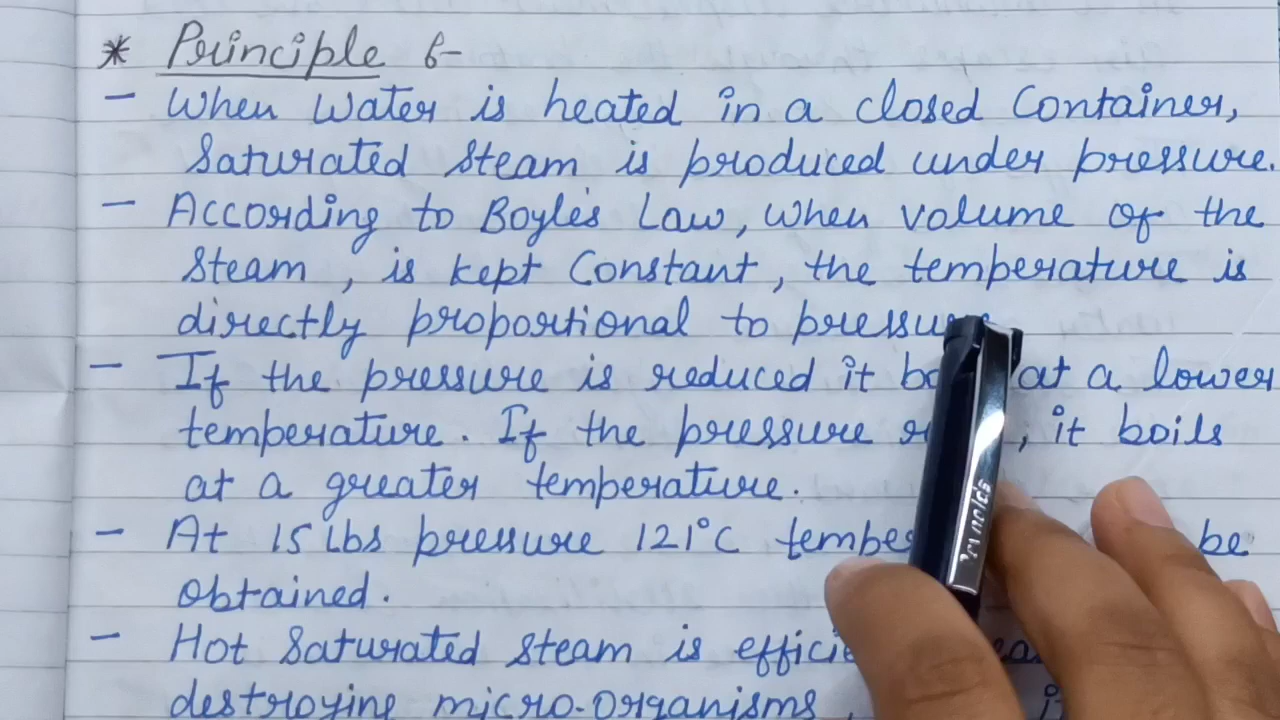 * Principle :-
- When water is heated in a closed Container,
saturated steam is produced under pressure.
- According to Boyle's Law, when volume of the
steam, is kept Constant, the temperature is
directly proportional to pressure
- If the pressure is reduced it at a lower
temperature. If the pressure , it boils
at a greater temperature.
- At 15 Lbs pressure 121°C be
obtained.
- Hot saturated steam is
destroying micro-organisms,